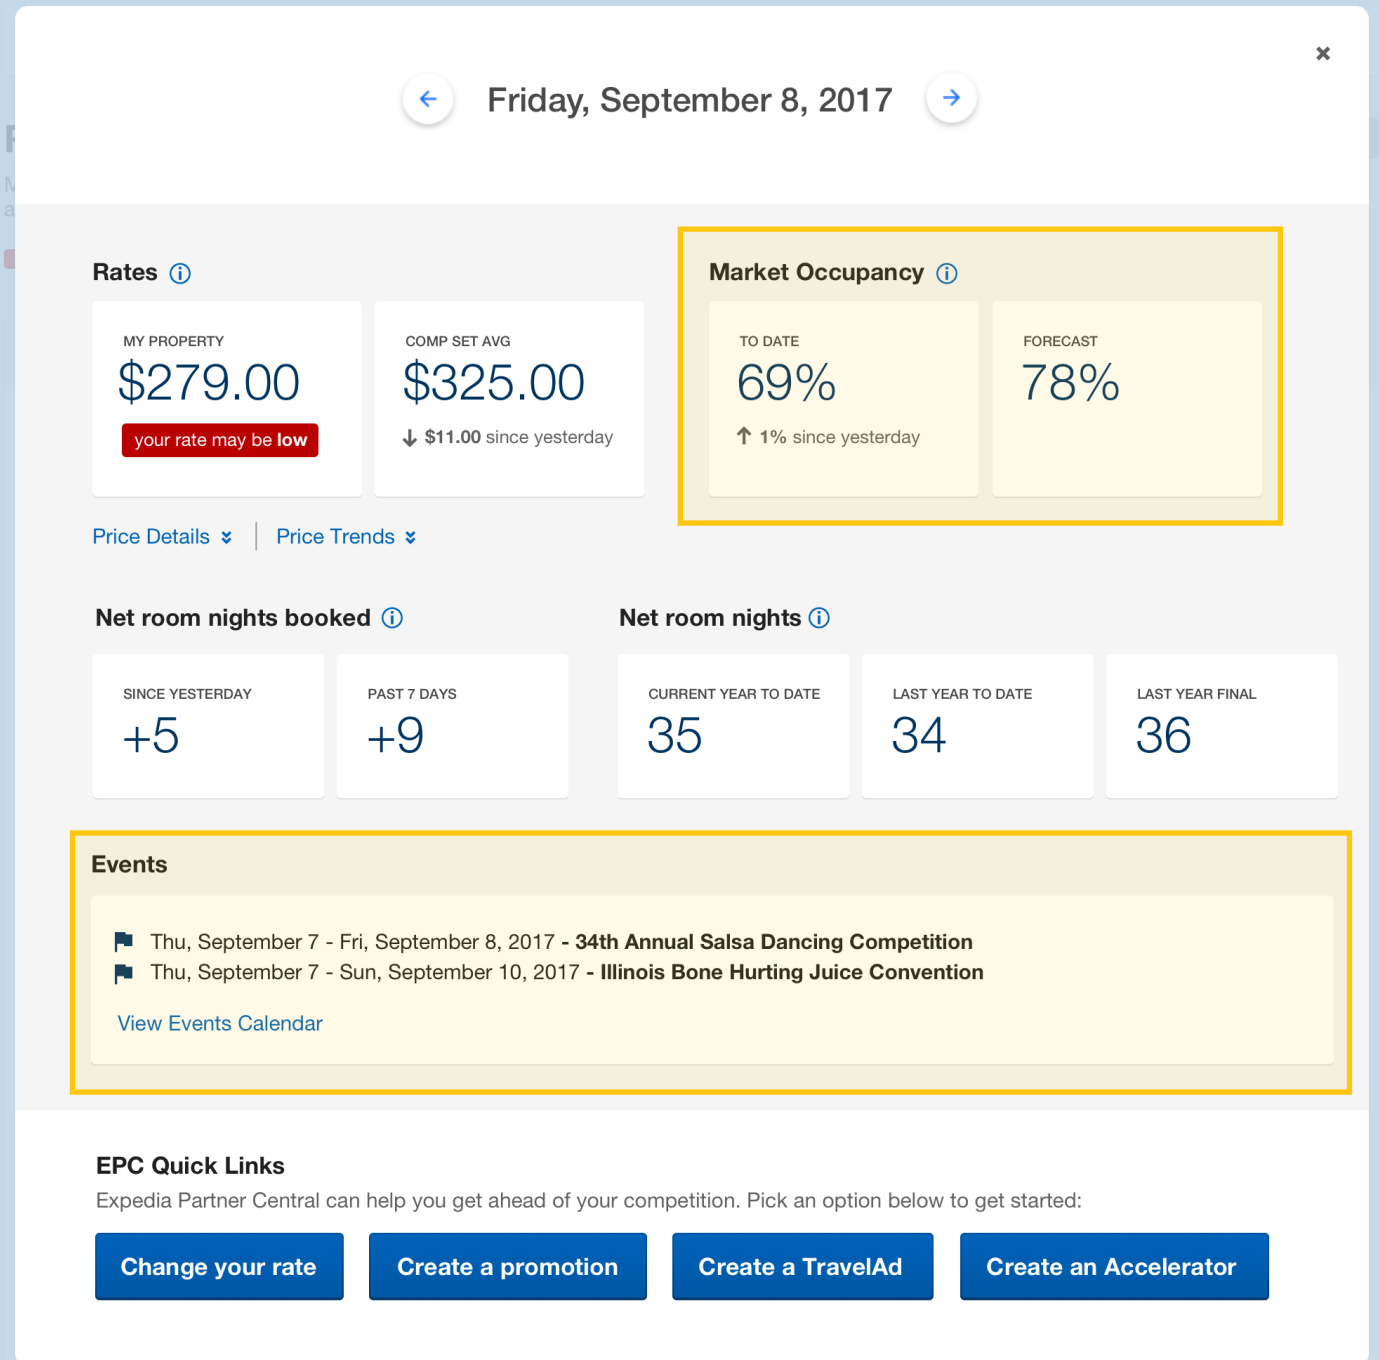 Friday, September 8, 2017
Rates
MY PROPERTY
$279.00
your rate may be low
COMP SET AVG
$325.00
$11.00 since yesterday
Price Details
Price Trends
Market Occupancy
TO DATE
69%
1% since yesterday
FORECAST
78%
Net room nights booked
SINCE YESTERDAY
+5
PAST 7 DAYS
+9
Net room nights
CURRENT YEAR TO DATE
35
LAST YEAR TO DATE
34
LAST YEAR FINAL
36
Events
Thu, September 7 - Fri, September 8, 2017 - 34th Annual Salsa Dancing Competition
Thu, September 7 - Sun, September 10, 2017 - Illinois Bone Hurting Juice Convention
View Events Calendar
EPC Quick Links
Expedia Partner Central can help you get ahead of your competition. Pick an option below to get started:
Change your rate
Create a promotion
Create a TravelAd
Create an Accelerator